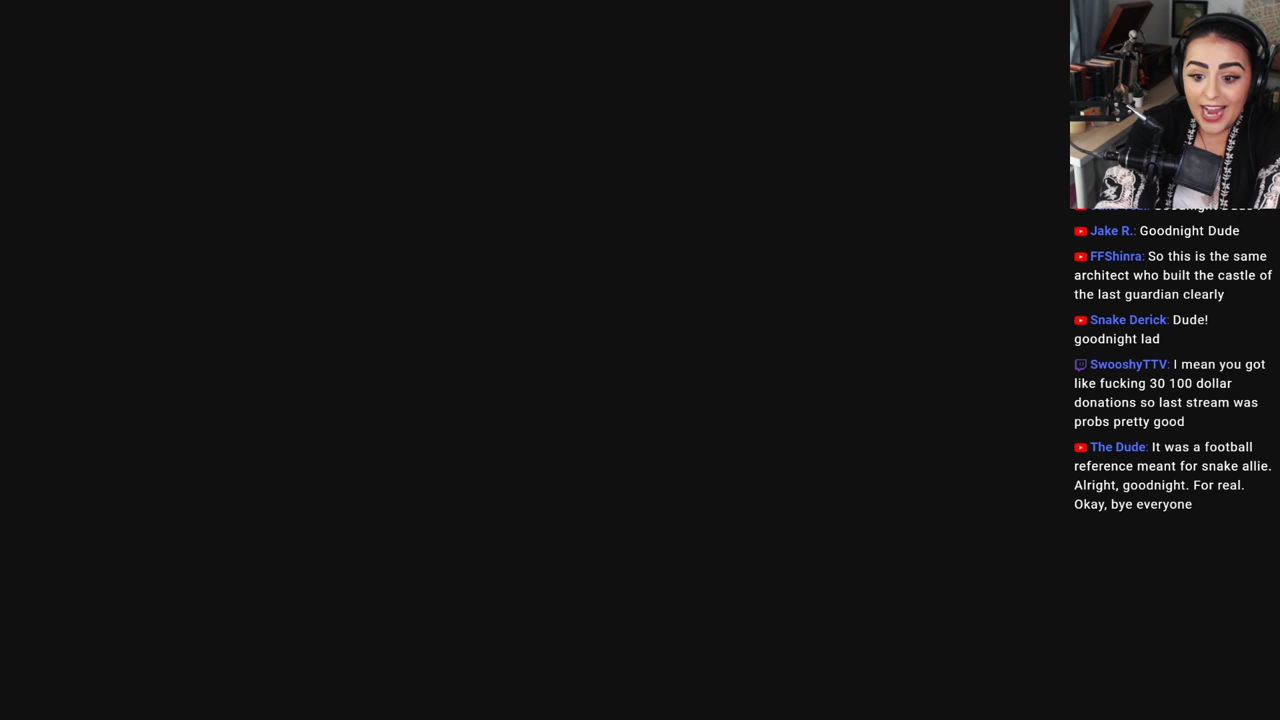 Jake R.: Goodnight Dude
FFShinra: So this is the same
architect who built the castle of
the last guardian clearly
Snake Derick: Dude!
goodnight lad
SwooshyTTV: I mean you got
like fucking 30 100 dollar
donations so last stream was
probs pretty good
The Dude: It was a football
reference meant for snake allie.
Alright, goodnight. For real.
Okay, bye everyone